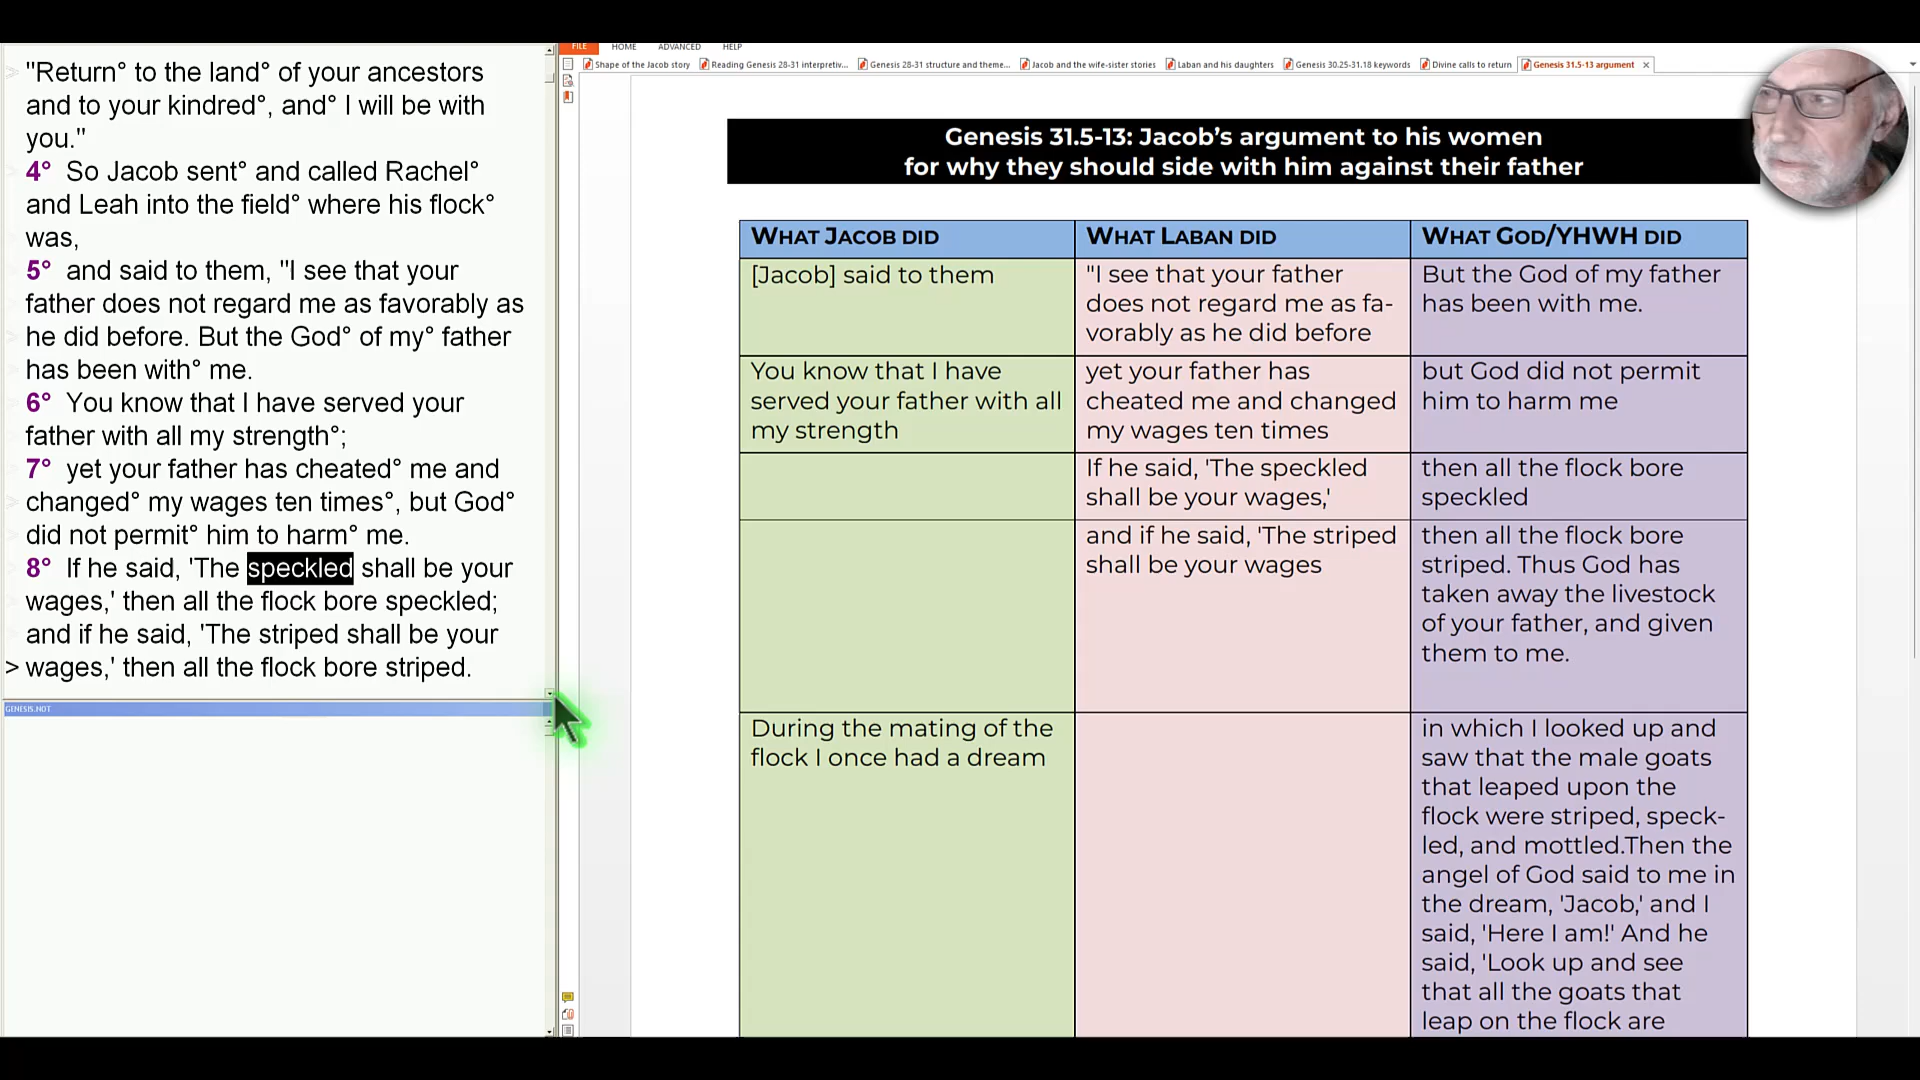 "Return° to the land° of your ancestors
and to your kindred°, and° I will be with
you."
4° So Jacob sent° and called Rachel°
and Leah into the field° where his flock°
was,
5° and said to them, "I see that your
father does not regard me as favorably as
he did before. But the God° of my° father
has been with° me.
6° You know that I have served your
father with all my strength°;
7° yet your father has cheated° me and
changed° my wages ten times°, but God°
did not permit° him to harm° me.
8° If he said, 'The speckled shall be your
wages,' then all the flock bore speckled;
and if he said, 'The striped shall be your
> wages,' then all the flock bore striped.
GENESIS.NOT
FILE HOME ADVANCED HELP
Shape of the Jacob story
Reading Genesis 28-31 interpretiv...
Genesis 28-31 structure and theme...
Jacob and the wife-sister stories
Laban and his daughters
Genesis 30.25-31.18 keywords
Divine calls to return
Genesis 31.5-13 argument
Genesis 31.5-13: Jacob's argument to his women
for why they should side with him against their father
WHAT JACOB DID
WHAT LABAN DID
WHAT GOD/YHWH DID
[Jacob] said to them
"I see that your father
does not regard me as fa-
vorably as he did before
But the God of my father
has been with me.
You know that I have
served your father with all
my strength
yet your father has
cheated me and changed
my wages ten times
but God did not permit
him to harm me
If he said, 'The speckled
shall be your wages,'
then all the flock bore
speckled
and if he said, 'The striped
shall be your wages
then all the flock bore
striped. Thus God has
taken away the livestock
of your father, and given
them to me.
During the mating of the
flock I once had a dream
in which I looked up and
saw that the male goats
that leaped upon the
flock were striped, speck-
led, and mottled.Then the
angel of God said to me in
the dream, 'Jacob,' and I
said, 'Here I am!' And he
said, 'Look up and see
that all the goats that
leap on the flock are